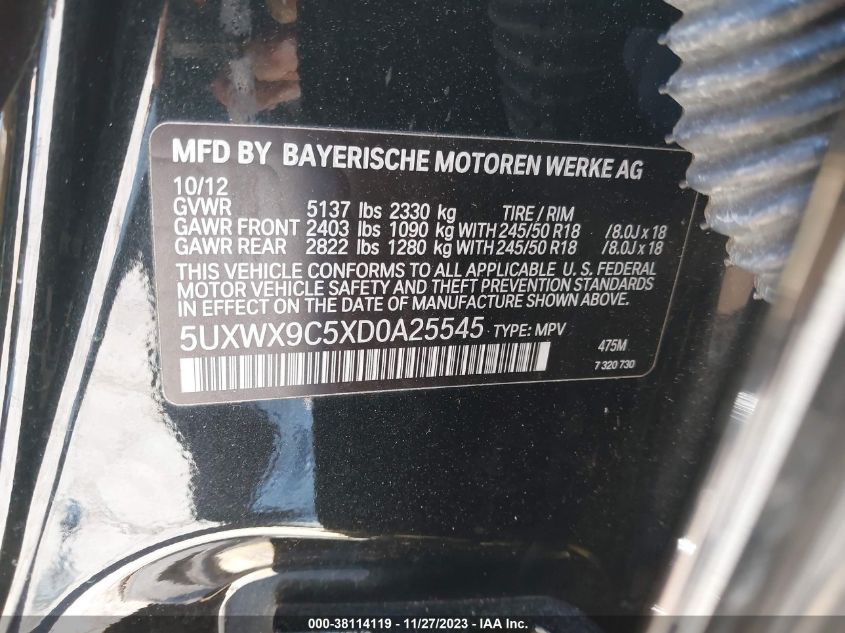 MFD BY BAYERISCHE MOTOREN WERKE AG
10/12
GVWR 5137 lbs 2330 kg TIRE / RIM
GAWR FRONT 2403 lbs 1090 kg WITH 245/50 R18 /8.0J x 18
GAWR REAR 2822 lbs 1280 kg WITH 245/50 R18 /8.0J x 18
THIS VEHICLE CONFORMS TO ALL APPLICABLE U. S. FEDERAL
MOTOR VEHICLE SAFETY AND THEFT PREVENTION STANDARDS
IN EFFECT ON THE DATE OF MANUFACTURE SHOWN ABOVE.
5UXWX9C5XD0A25545 TYPE: MPV
475M
7 320 730
000-38114119 - 11/27/2023 - IAA Inc.